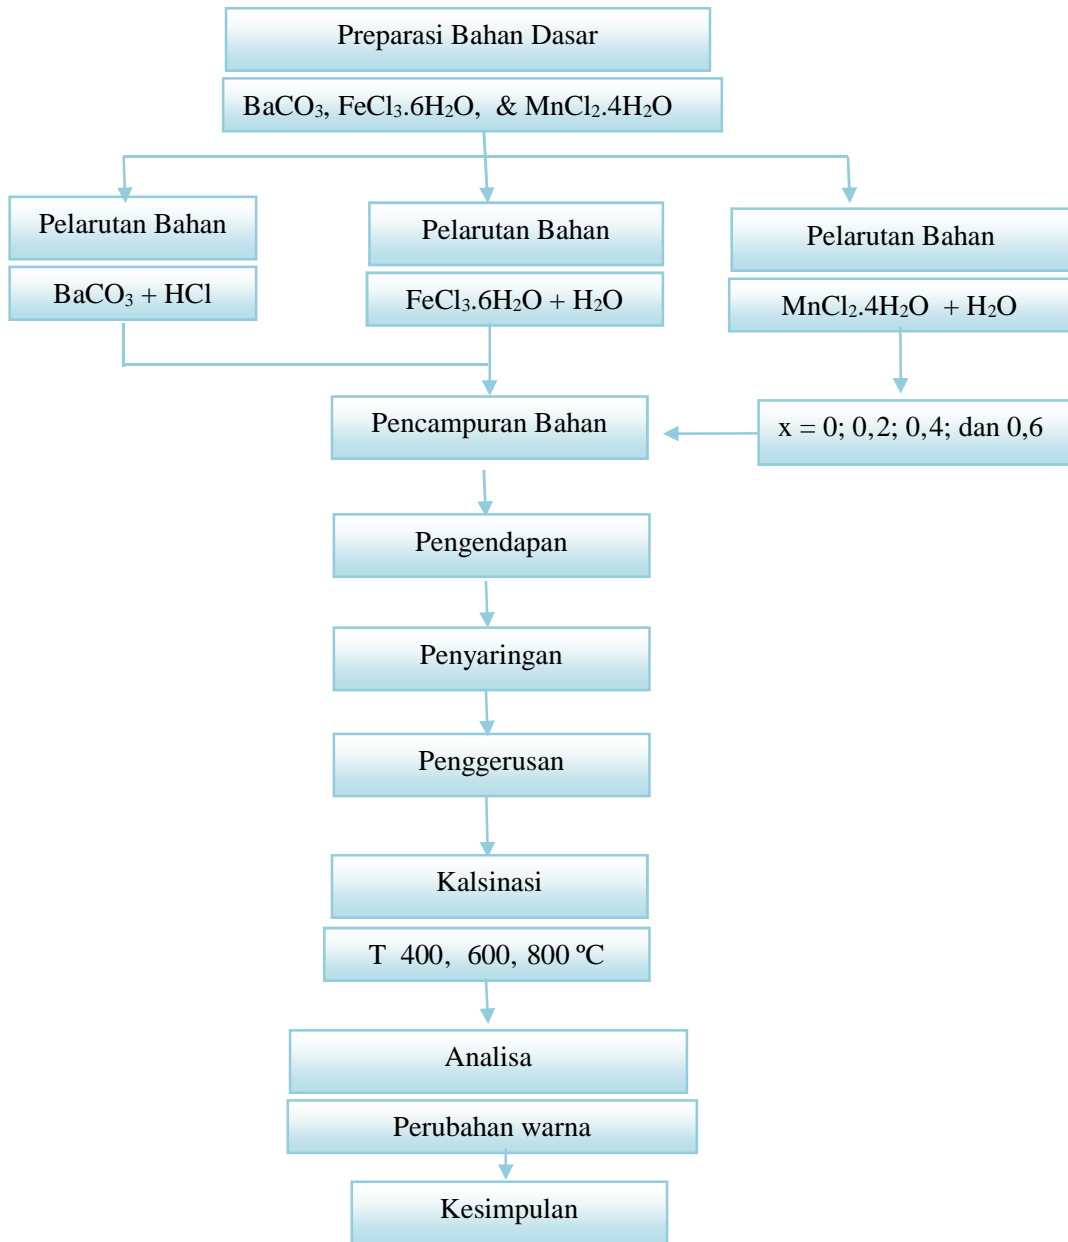 Preparasi Bahan Dasar
BaCO₃, FeCl₃.6H₂O, & MnCl₂.4H₂O
Pelarutan Bahan
BaCO₃ + HCl
Pelarutan Bahan
FeCl₃.6H₂O + H₂O
Pelarutan Bahan
MnCl₂.4H₂O + H₂O
x = 0; 0,2; 0,4; dan 0,6
Pencampuran Bahan
Pengendapan
Penyaringan
Penggerusan
Kalsinasi
T 400, 600, 800 ºC
Analisa
Perubahan warna
Kesimpulan